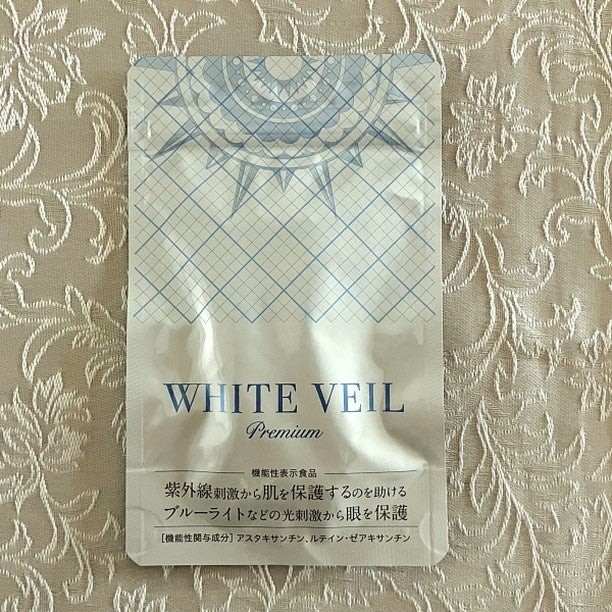 WHITE VEIL
Premium
機能性表示食品
紫外線刺激から肌を保護するのを助ける
ブルーライトなどの光刺激から眼を保護
[機能性関与成分] アスタキサンチン、ルテイン・ゼアキサンチン